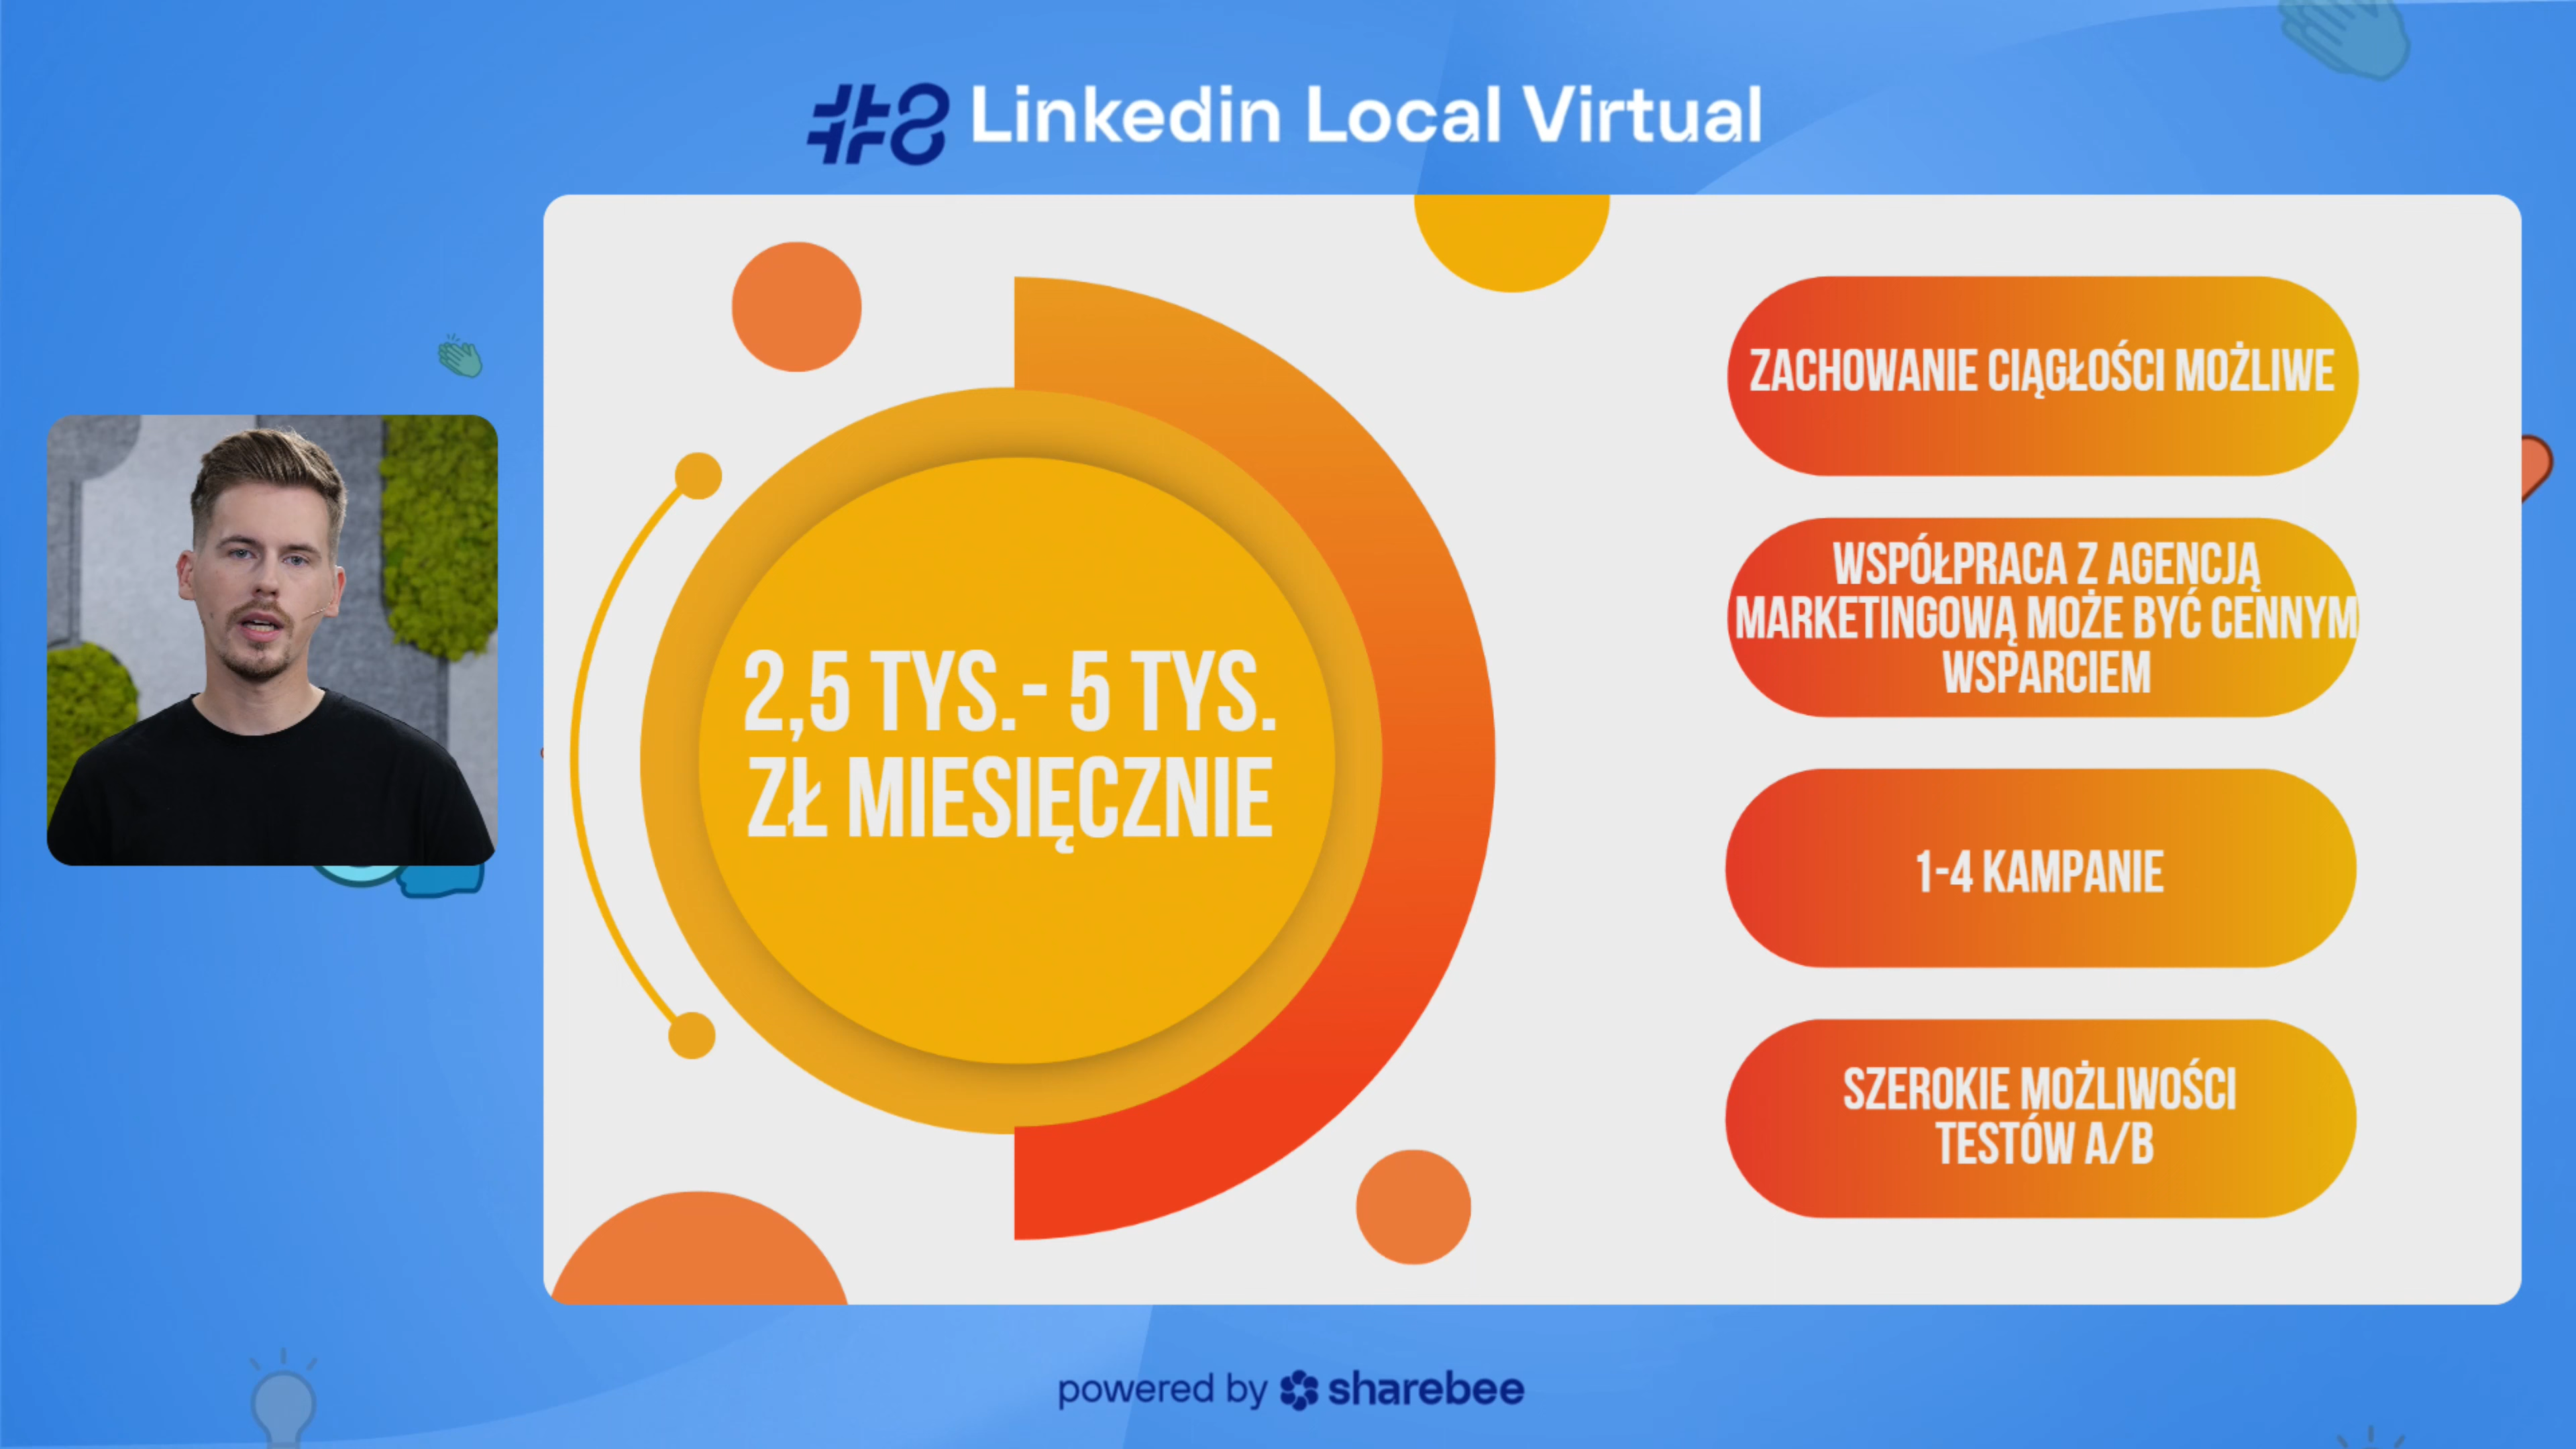 #8 Linkedin Local Virtual
2,5 TYS.- 5 TYS.
ZŁ MIESIĘCZNIE
ZACHOWANIE CIĄGŁOŚCI MOŻLIWE
WSPÓŁPRACA Z AGENCJĄ
MARKETINGOWĄ MOŻE BYĆ CENNYM
WSPARCIEM
1-4 KAMPANIE
SZEROKIE MOŻLIWOŚCI
TESTÓW A/B
powered by sharebee